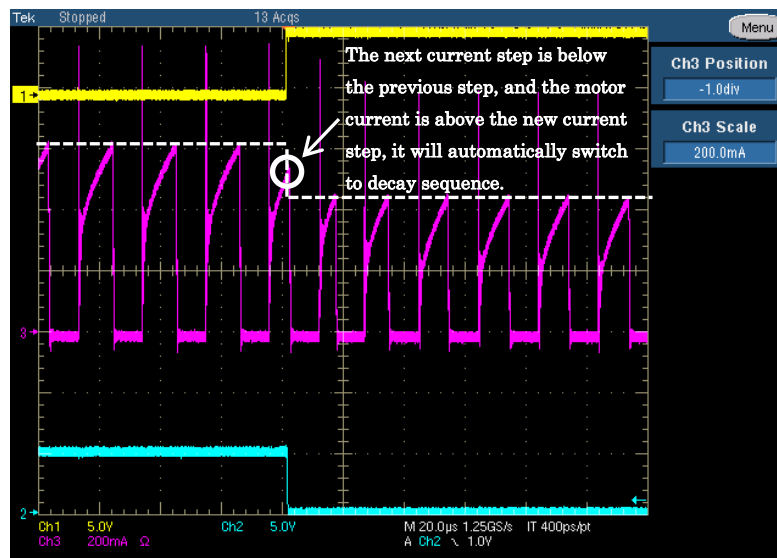 Tek Stopped 13 Acqs
Menu
The next current step is below
the previous step, and the motor
current is above the new current
step, it will automatically switch
to decay sequence.
Ch3 Position
-1.0div
Ch3 Scale
200.0mA
1
3
2
Ch1 5.0V Ch2 5.0V M 20.0µs 1.25GS/s IT 400ps/pt
Ch3 200mA Ω A Ch2 \ 1.0V